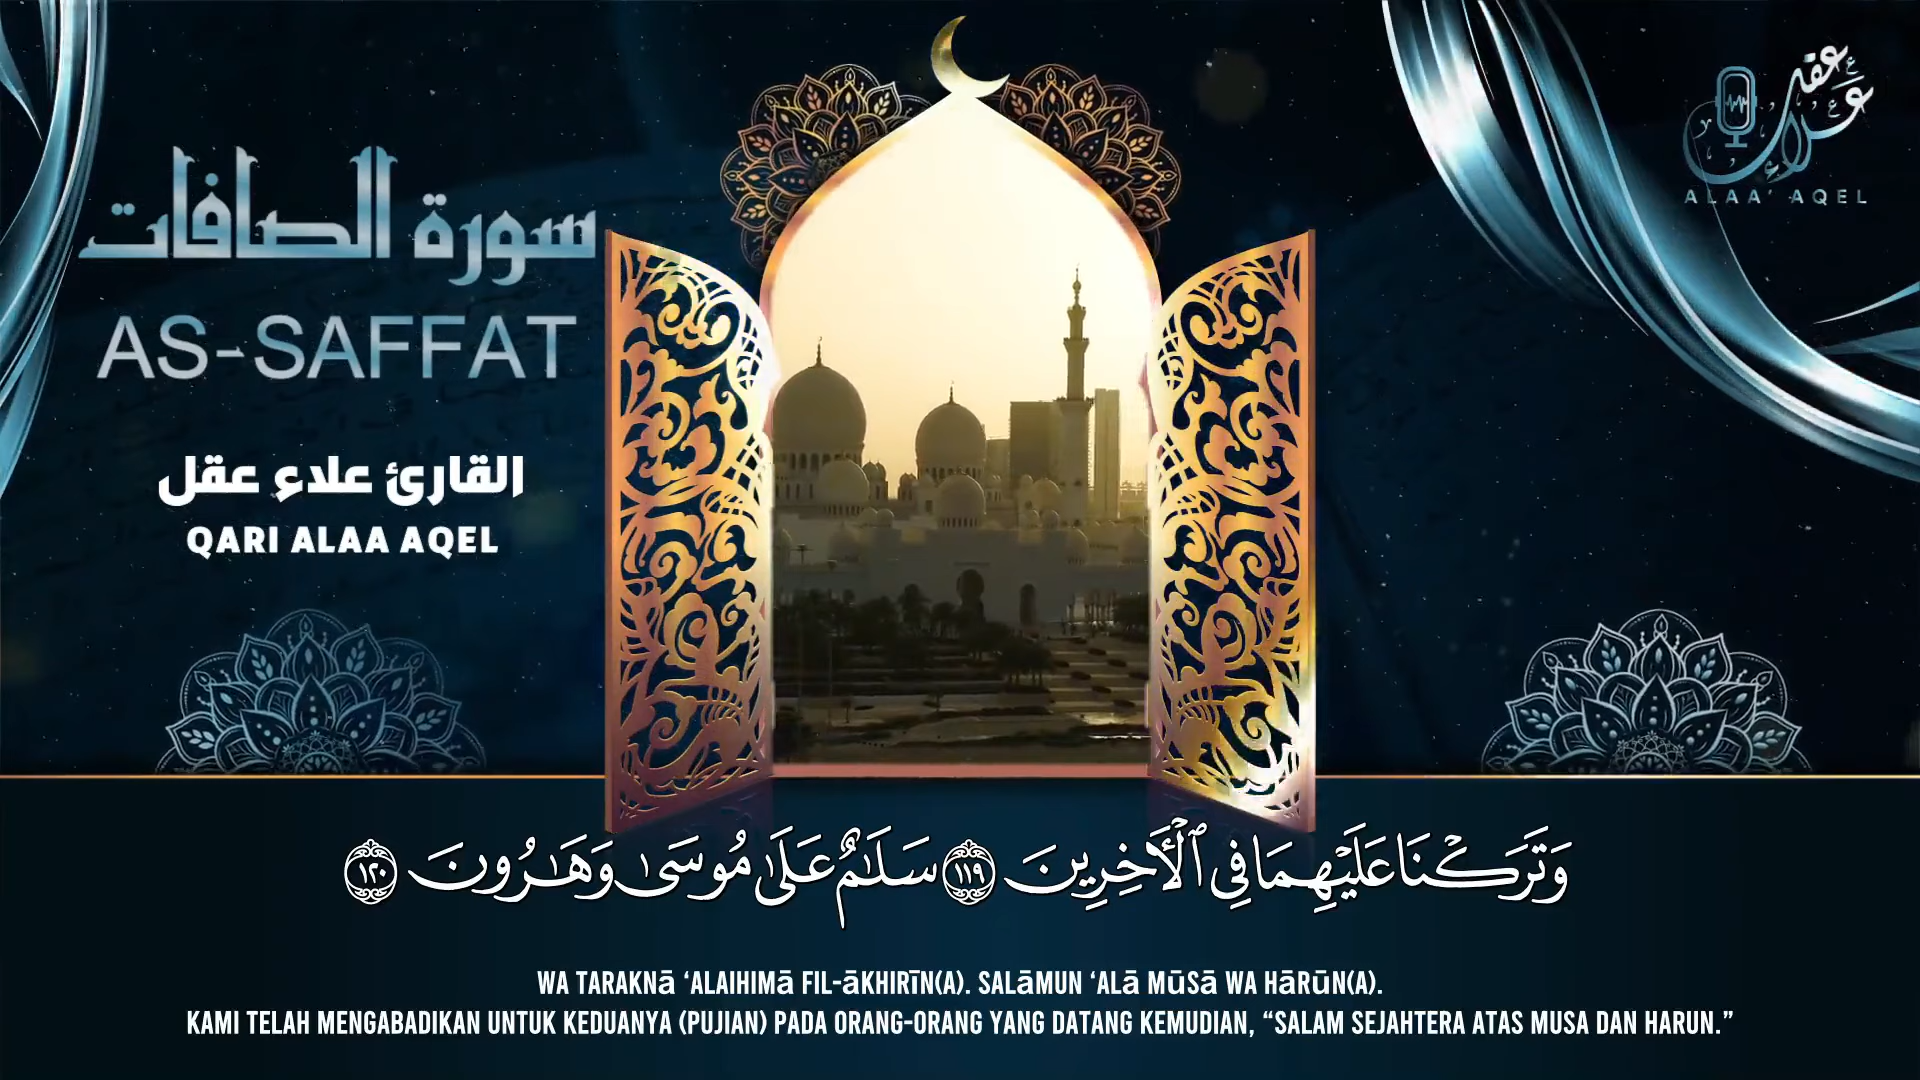 سورة الصافات
AS-SAFFAT
القارئ علاء عقل
QARI ALAA AQEL
علاء عقل
ALAA' AQEL
وَتَرَكْنَا عَلَيْهِمَا فِي ٱلْأَخِرِينَ ١١٩ سَلَـٰمٌ عَلَىٰ مُوسَىٰ وَهَـٰرُونَ ١٢٠
WA TARAKNā ‘ALAIHIMā FIL-āKHIRīN(A). SALāMUN ‘ALā MūSā WA HāRūN(A).
KAMI TELAH MENGABADIKAN UNTUK KEDUANYA (PUJIAN) PADA ORANG-ORANG YANG DATANG KEMUDIAN, “SALAM SEJAHTERA ATAS MUSA DAN HARUN.”